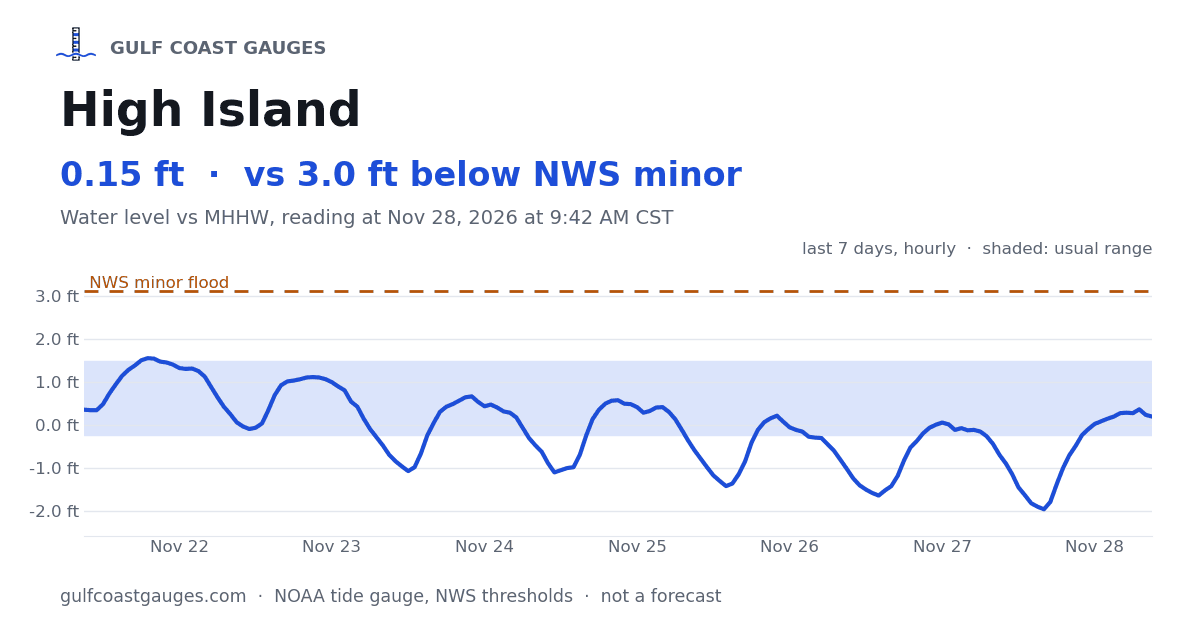 GULF COAST GAUGES
High Island
0.15 ft · vs 3.0 ft below NWS minor
Water level vs MHHW, reading at Nov 28, 2026 at 9:42 AM CST
last 7 days, hourly · shaded: usual range
NWS minor flood
3.0 ft
2.0 ft
1.0 ft
0.0 ft
-1.0 ft
-2.0 ft
Nov 22 Nov 23 Nov 24 Nov 25 Nov 26 Nov 27 Nov 28
gulfcoastgauges.com · NOAA tide gauge, NWS thresholds · not a forecast